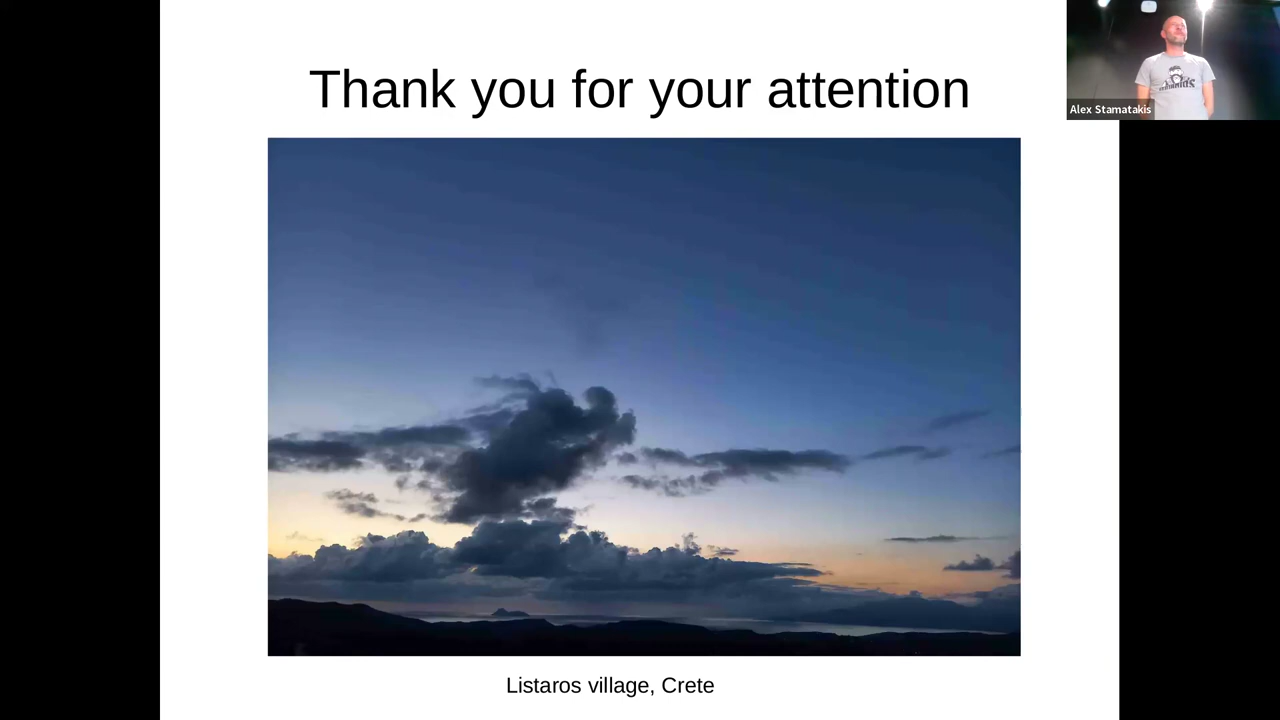 Thank you for your attention
Alex Stamatakis
Listaros village, Crete